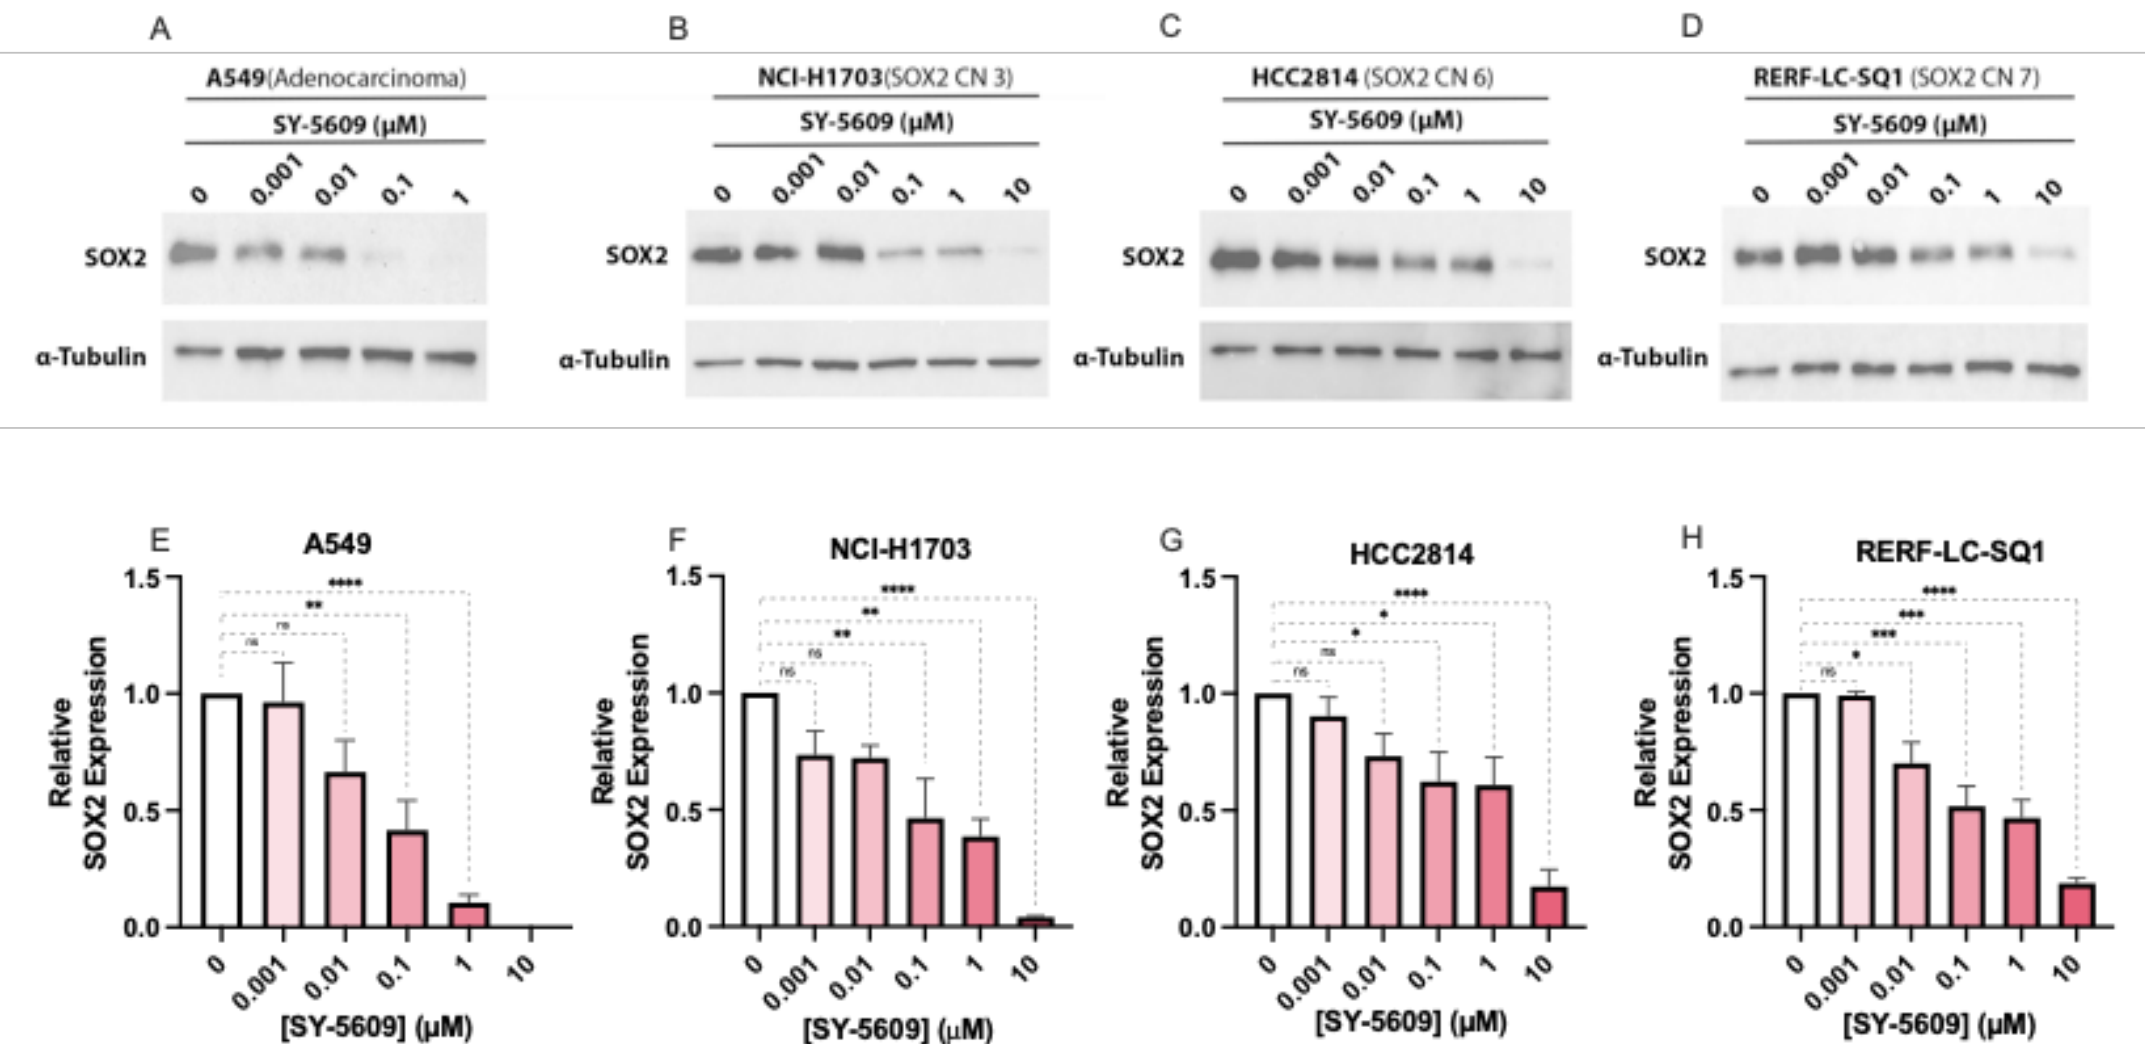 A
A549(Adenocarcinoma)
SY-5609 (μM)
0 0.001 0.01 0.1 1
SOX2
α-Tubulin
B
NCI-H1703(SOX2 CN 3)
SY-5609 (μM)
0 0.001 0.01 0.1 1 10
SOX2
α-Tubulin
C
HCC2814 (SOX2 CN 6)
SY-5609 (μM)
0 0.001 0.01 0.1 1 10
SOX2
α-Tubulin
D
RERF-LC-SQ1 (SOX2 CN 7)
SY-5609 (μM)
0 0.001 0.01 0.1 1 10
SOX2
α-Tubulin
E
A549
1.5
1.0
0.5
0.0
Relative
SOX2 Expression
****
**
ns
ns
0 0.001 0.01 0.1 1 10
[SY-5609] (μM)
F
NCI-H1703
1.5
1.0
0.5
0.0
Relative
SOX2 Expression
****
**
**
ns
ns
0 0.001 0.01 0.1 1 10
[SY-5609] (μM)
G
HCC2814
1.5
1.0
0.5
0.0
Relative
SOX2 Expression
****
*
*
ns
ns
0 0.001 0.01 0.1 1 10
[SY-5609] (μM)
H
RERF-LC-SQ1
1.5
1.0
0.5
0.0
Relative
SOX2 Expression
****
***
***
*
ns
0 0.001 0.01 0.1 1 10
[SY-5609] (μM)